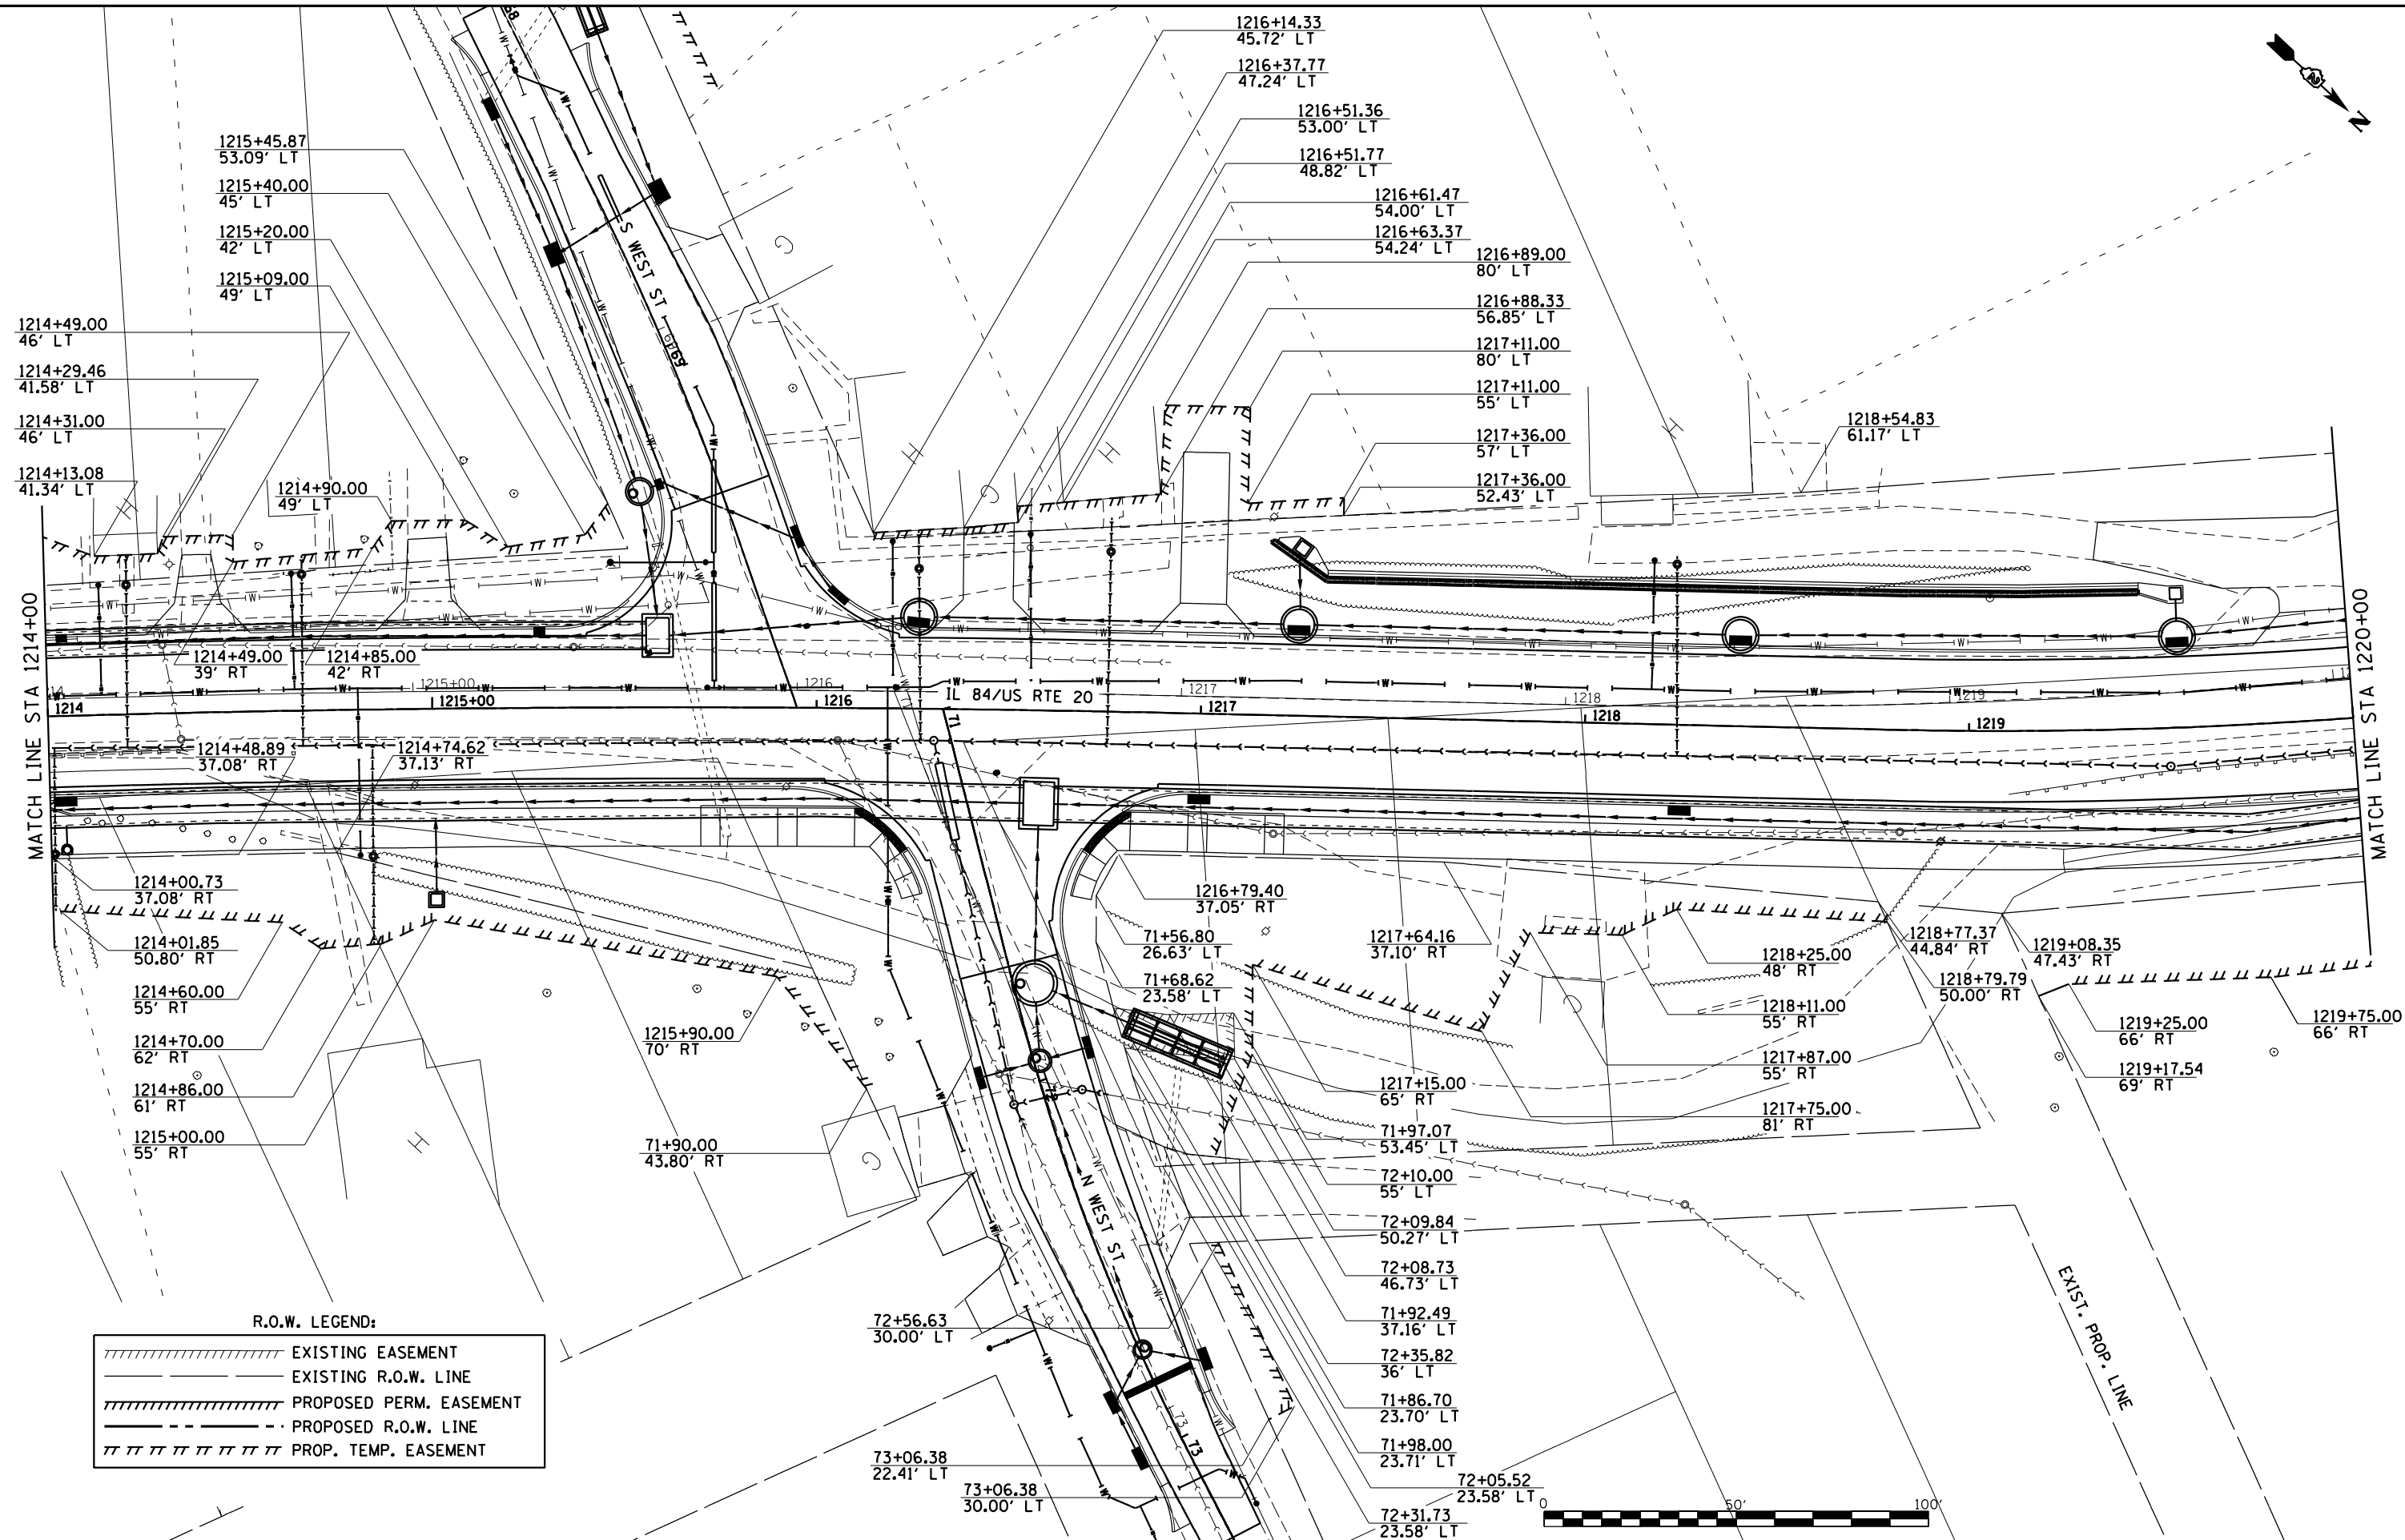 1216+14.33
45.72' LT
1216+37.77
47.24' LT
1216+51.36
53.00' LT
1216+51.77
48.82' LT
1216+61.47
54.00' LT
1216+63.37
54.24' LT
1216+89.00
80' LT
1216+88.33
56.85' LT
1217+11.00
80' LT
1217+11.00
55' LT
1217+36.00
57' LT
1217+36.00
52.43' LT
1218+54.83
61.17' LT
N
1215+45.87
53.09' LT
1215+40.00
45' LT
1215+20.00
42' LT
1215+09.00
49' LT
1214+49.00
46' LT
1214+29.46
41.58' LT
1214+31.00
46' LT
1214+13.08
41.34' LT
1214+90.00
49' LT
68
S WEST ST
69
H
C
H
C
H
H
MATCH LINE STA 1214+00
MATCH LINE STA 1220+00
1214+49.00
39' RT
1214+85.00
42' RT
1215+00
1216
1217
1218
1219
IL 84/US RTE 20
1214
1215+00
1216
1217
1218
1219
71
1214+48.89
37.08' RT
1214+74.62
37.13' RT
1214+00.73
37.08' RT
1214+01.85
50.80' RT
1214+60.00
55' RT
1214+70.00
62' RT
1214+86.00
61' RT
1215+00.00
55' RT
1215+90.00
70' RT
71+90.00
43.80' RT
H
C
C
1216+79.40
37.05' RT
71+56.80
26.63' LT
71+68.62
23.58' LT
1217+64.16
37.10' RT
1218+25.00
48' RT
1218+11.00
55' RT
1217+87.00
55' RT
1217+75.00
81' RT
1218+77.37
44.84' RT
1218+79.79
50.00' RT
1219+08.35
47.43' RT
1219+25.00
66' RT
1219+17.54
69' RT
1219+75.00
66' RT
1217+15.00
65' RT
71+97.07
53.45' LT
72+10.00
55' LT
72+09.84
50.27' LT
72+08.73
46.73' LT
71+92.49
37.16' LT
72+35.82
36' LT
71+86.70
23.70' LT
71+98.00
23.71' LT
72+05.52
23.58' LT
72+31.73
23.58' LT
72
N WEST ST
73
73
72+56.63
30.00' LT
73+06.38
22.41' LT
73+06.38
30.00' LT
EXIST. PROP. LINE
R.O.W. LEGEND:
EXISTING EASEMENT
EXISTING R.O.W. LINE
PROPOSED PERM. EASEMENT
PROPOSED R.O.W. LINE
PROP. TEMP. EASEMENT
0 50' 100'